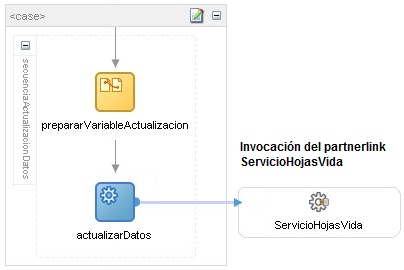 <case>
secuenciaActualizacionDatos
prepararVariableActualizacion
actualizarDatos
Invocación del partnerlink
ServicioHojasVida
ServicioHojasVida